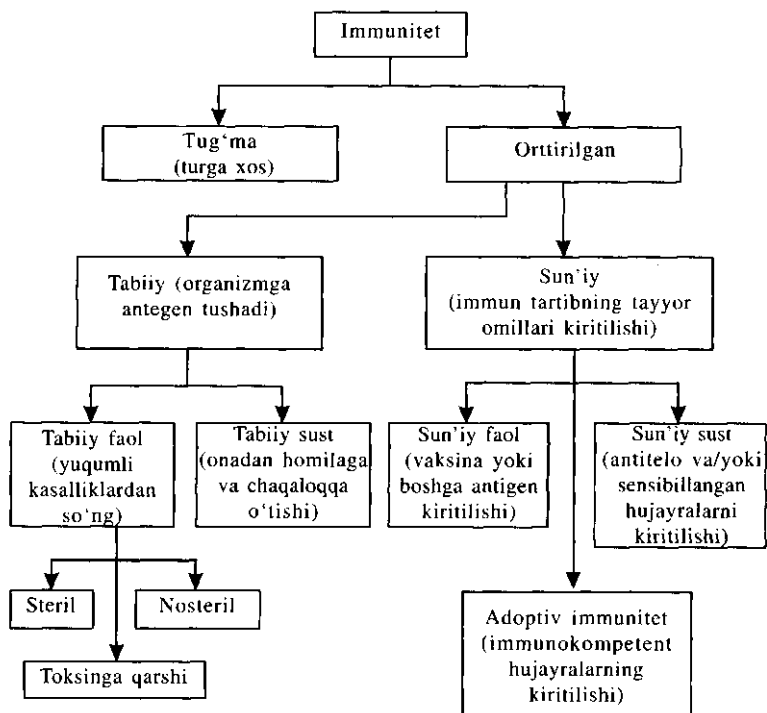 Immunitet
Tug‘ma
(turga xos)
Orttirilgan
Tabiiy (organizmga
antegen tushadi)
Sun’iy
(immun tartibning tayyor
omillari kiritilishi)
Tabiiy faol
(yuqumli
kasalliklardan
so‘ng)
Tabiiy sust
(onadan homilaga
va chaqaloqqa
o‘tishi)
Sun’iy faol
(vaksina yoki
boshga antigen
kiritilishi)
Sun’iy sust
(antitelo va/yoki
sensibillangan
hujayralarni
kiritilishi)
Steril
Nosteril
Toksinga qarshi
Adoptiv immunitet
(immunokompetent
hujayralarning
kiritilishi)